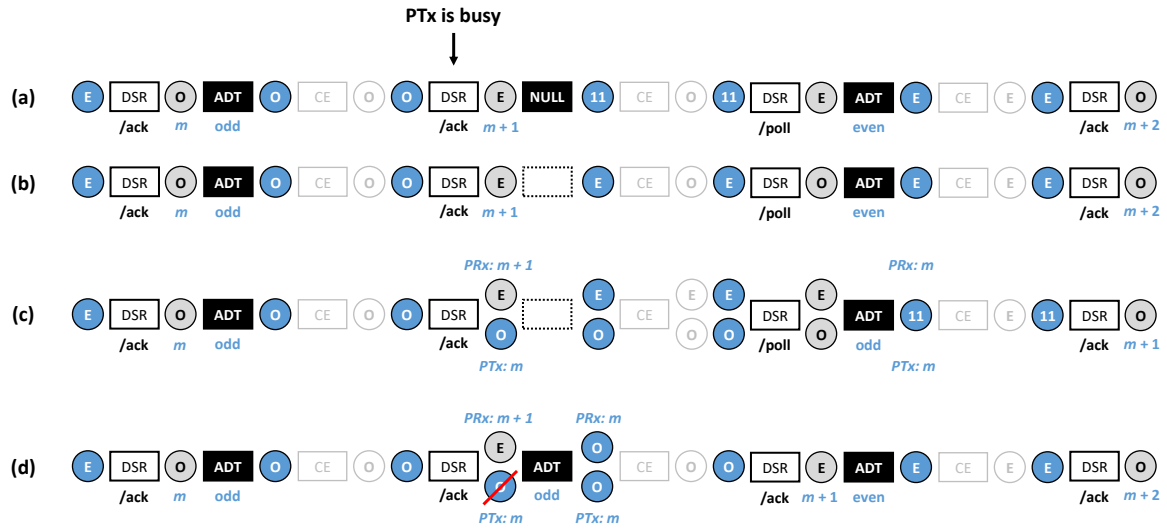 PTx is busy
(a) E DSR O ADT O CE O O DSR E NULL 11 CE O 11 DSR E ADT E CE E E DSR O
/ack m odd /ack m + 1 /poll even /ack m + 2
(b) E DSR O ADT O CE O O DSR E E CE O E DSR O ADT E CE E E DSR O
/ack m odd /ack m + 1 /poll even /ack m + 2
PRx: m + 1 PRx: m
E E E E E
(c) E DSR O ADT O CE O O DSR CE DSR ADT 11 CE E 11 DSR O
O O O O O
/ack m odd /ack /poll odd /ack m + 1
PTx: m PTx: m
PRx: m + 1 PRx: m
E O
(d) E DSR O ADT O CE O O DSR ADT CE O O DSR E ADT E CE E E DSR O
O O
/ack m odd /ack odd /ack m + 1 even /ack m + 2
PTx: m PTx: m